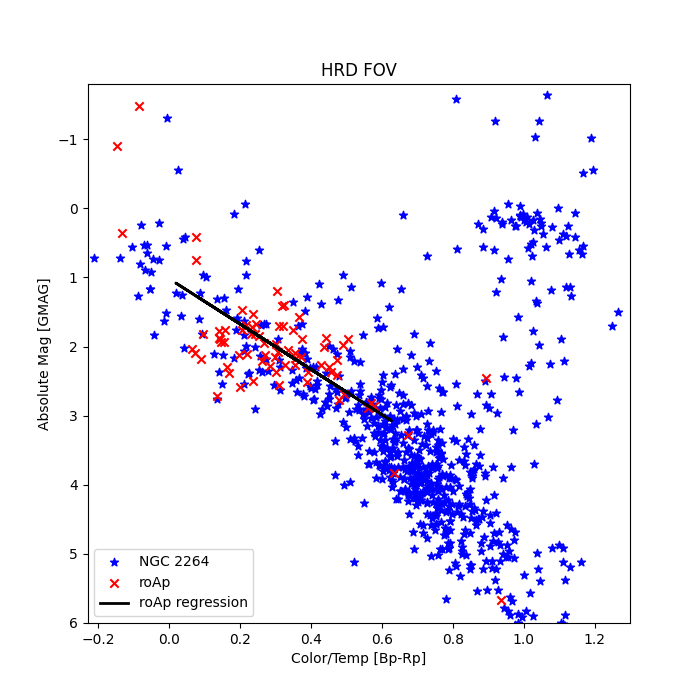 HRD FOV
−1
0
1
2
3
4
5
6
Absolute Mag [GMAG]
NGC 2264
roAp
roAp regression
−0.2
0.0
0.2
0.4
0.6
0.8
1.0
1.2
Color/Temp [Bp-Rp]